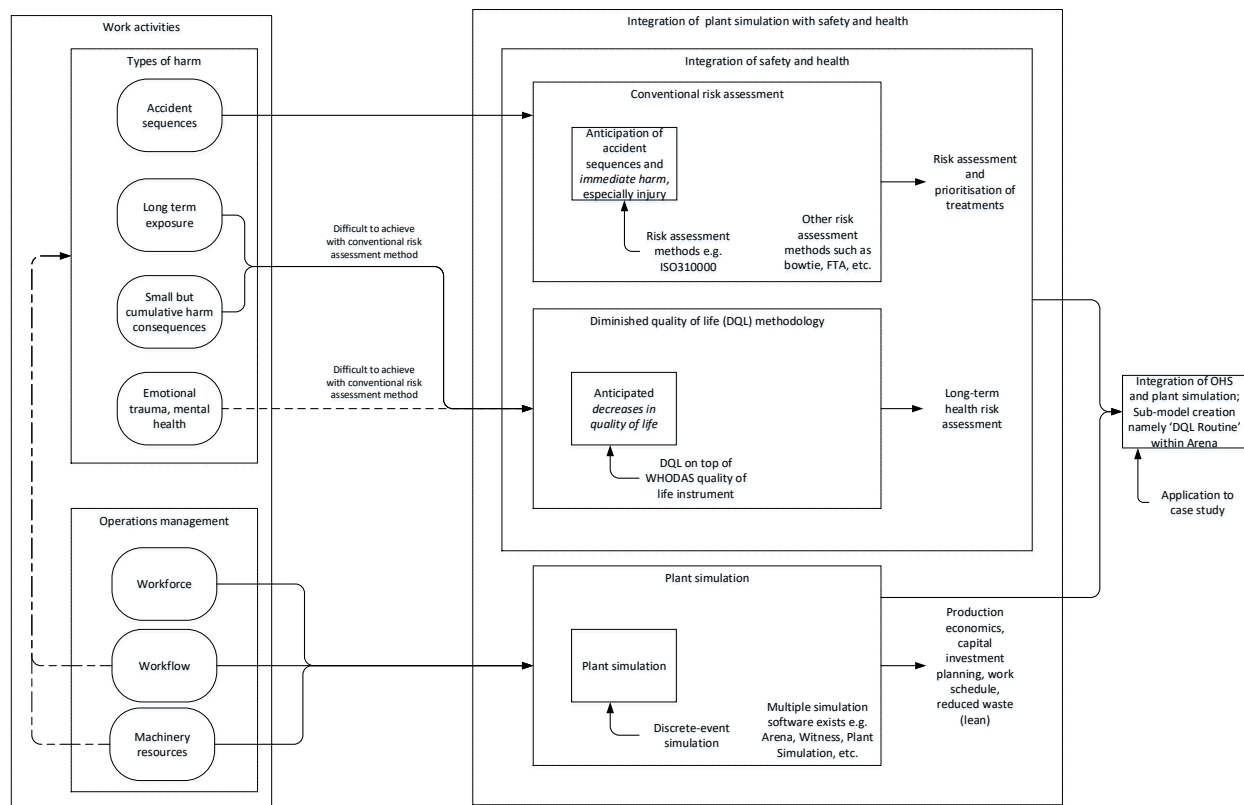 Work activities
Types of harm
Accident
sequences
Long term
exposure
Small but
cumulative harm
consequences
Emotional
trauma, mental
health
Operations management
Workforce
Workflow
Machinery
resources
Difficult to achieve
with conventional risk
assessment method
Difficult to achieve
with conventional risk
assessment method
Integration of plant simulation with safety and health
Integration of safety and health
Conventional risk assessment
Anticipation of
accident
sequences and
immediate harm,
especially injury
Risk assessment
methods e.g.
ISO310000
Other risk
assessment
methods such as
bowtie, FTA, etc.
Risk assessment
and
prioritisation of
treatments
Diminished quality of life (DQL) methodology
Anticipated
decreases in
quality of life
DQL on top of
WHODAS quality of
life instrument
Long-term
health risk
assessment
Plant simulation
Plant simulation
Discrete-event
simulation
Multiple simulation
software exists e.g.
Arena, Witness, Plant
Simulation, etc.
Production
economics,
capital
investment
planning, work
schedule,
reduced waste
(lean)
Integration of OHS
and plant simulation;
Sub-model creation
namely ‘DQL Routine’
within Arena
Application to
case study